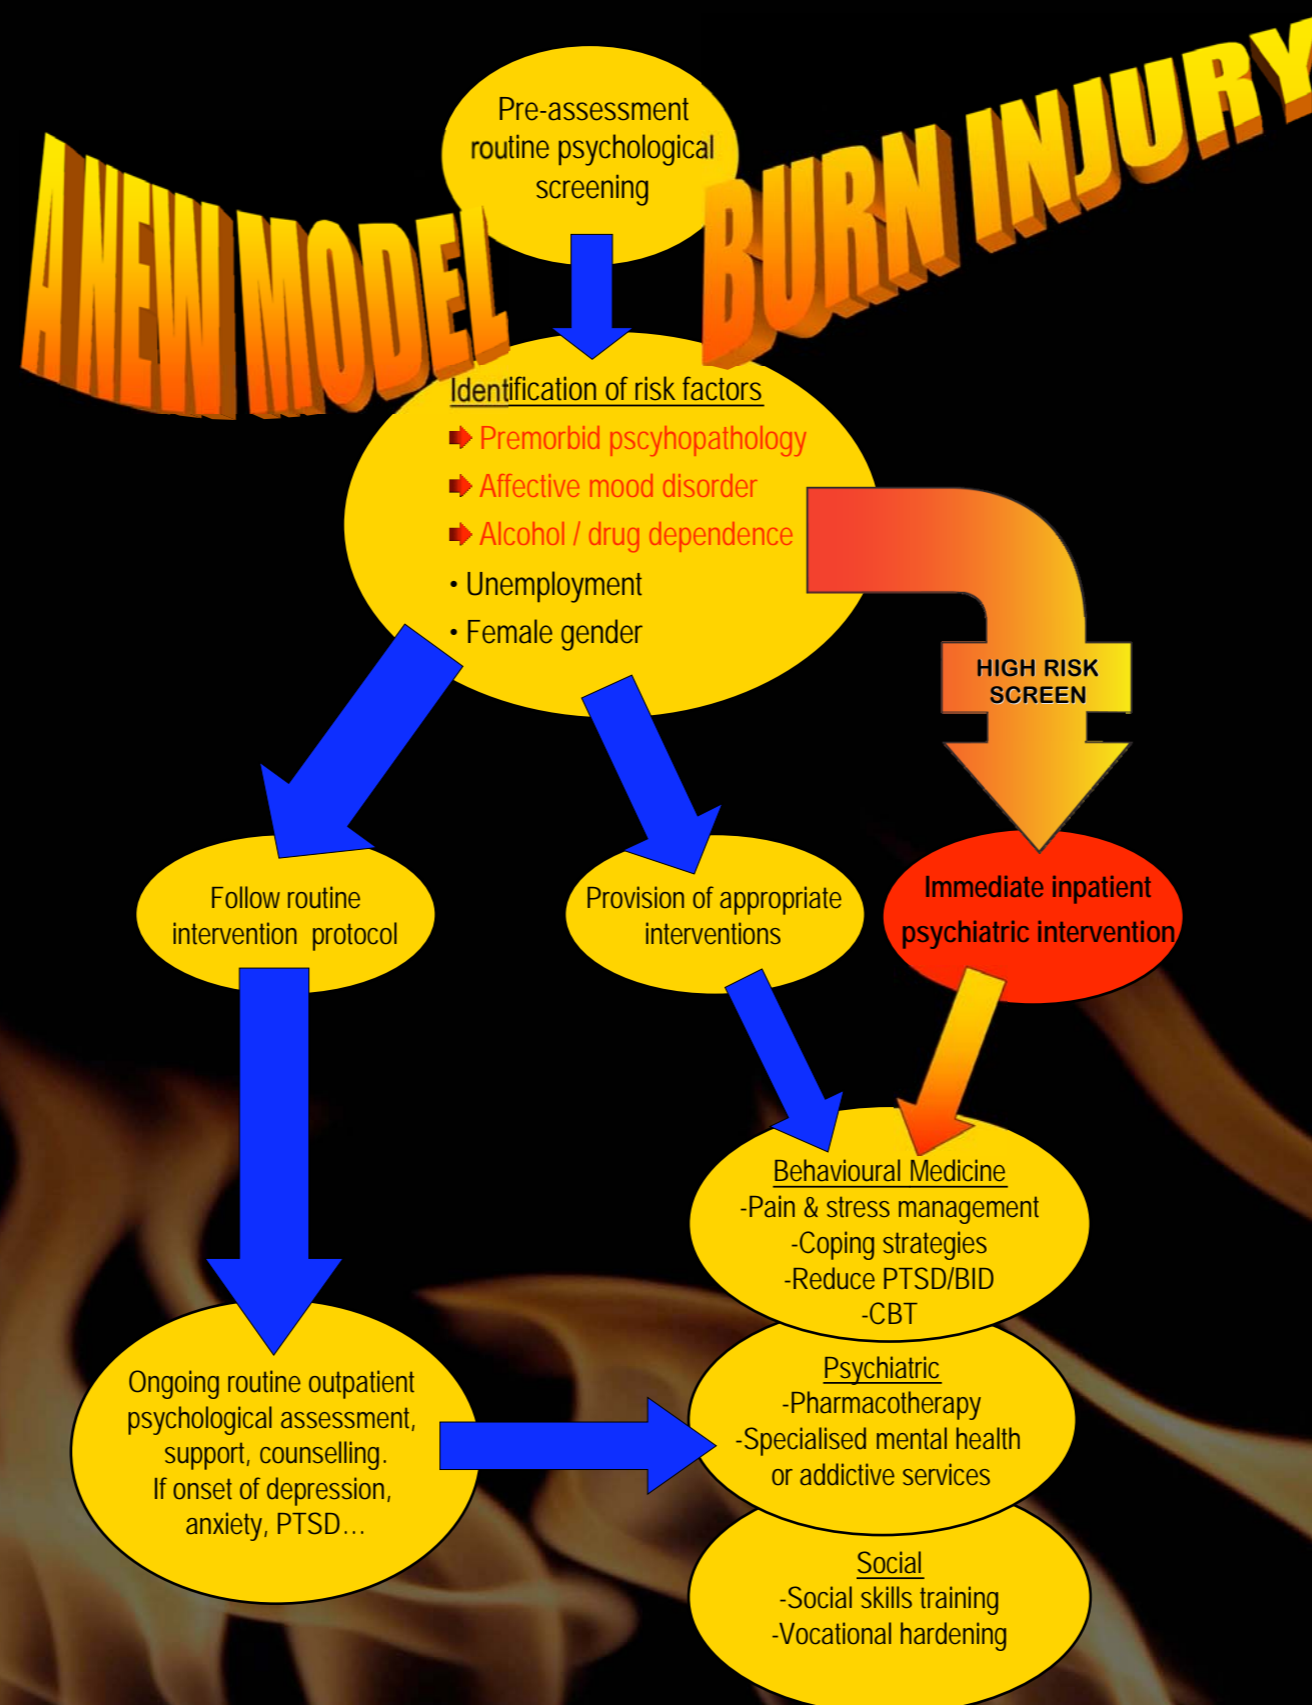 A NEW MODEL
BURN INJURY
Pre-assessment
routine psychological
screening
Identification of risk factors
Premorbid pscyhopathology
Affective mood disorder
Alcohol / drug dependence
• Unemployment
• Female gender
HIGH RISK
SCREEN
Follow routine
intervention protocol
Provision of appropriate
interventions
Immediate inpatient
psychiatric intervention
Behavioural Medicine
-Pain & stress management
-Coping strategies
-Reduce PTSD/BID
-CBT
Ongoing routine outpatient
psychological assessment,
support, counselling.
If onset of depression,
anxiety, PTSD…
Psychiatric
-Pharmacotherapy
-Specialised mental health
or addictive services
Social
-Social skills training
-Vocational hardening